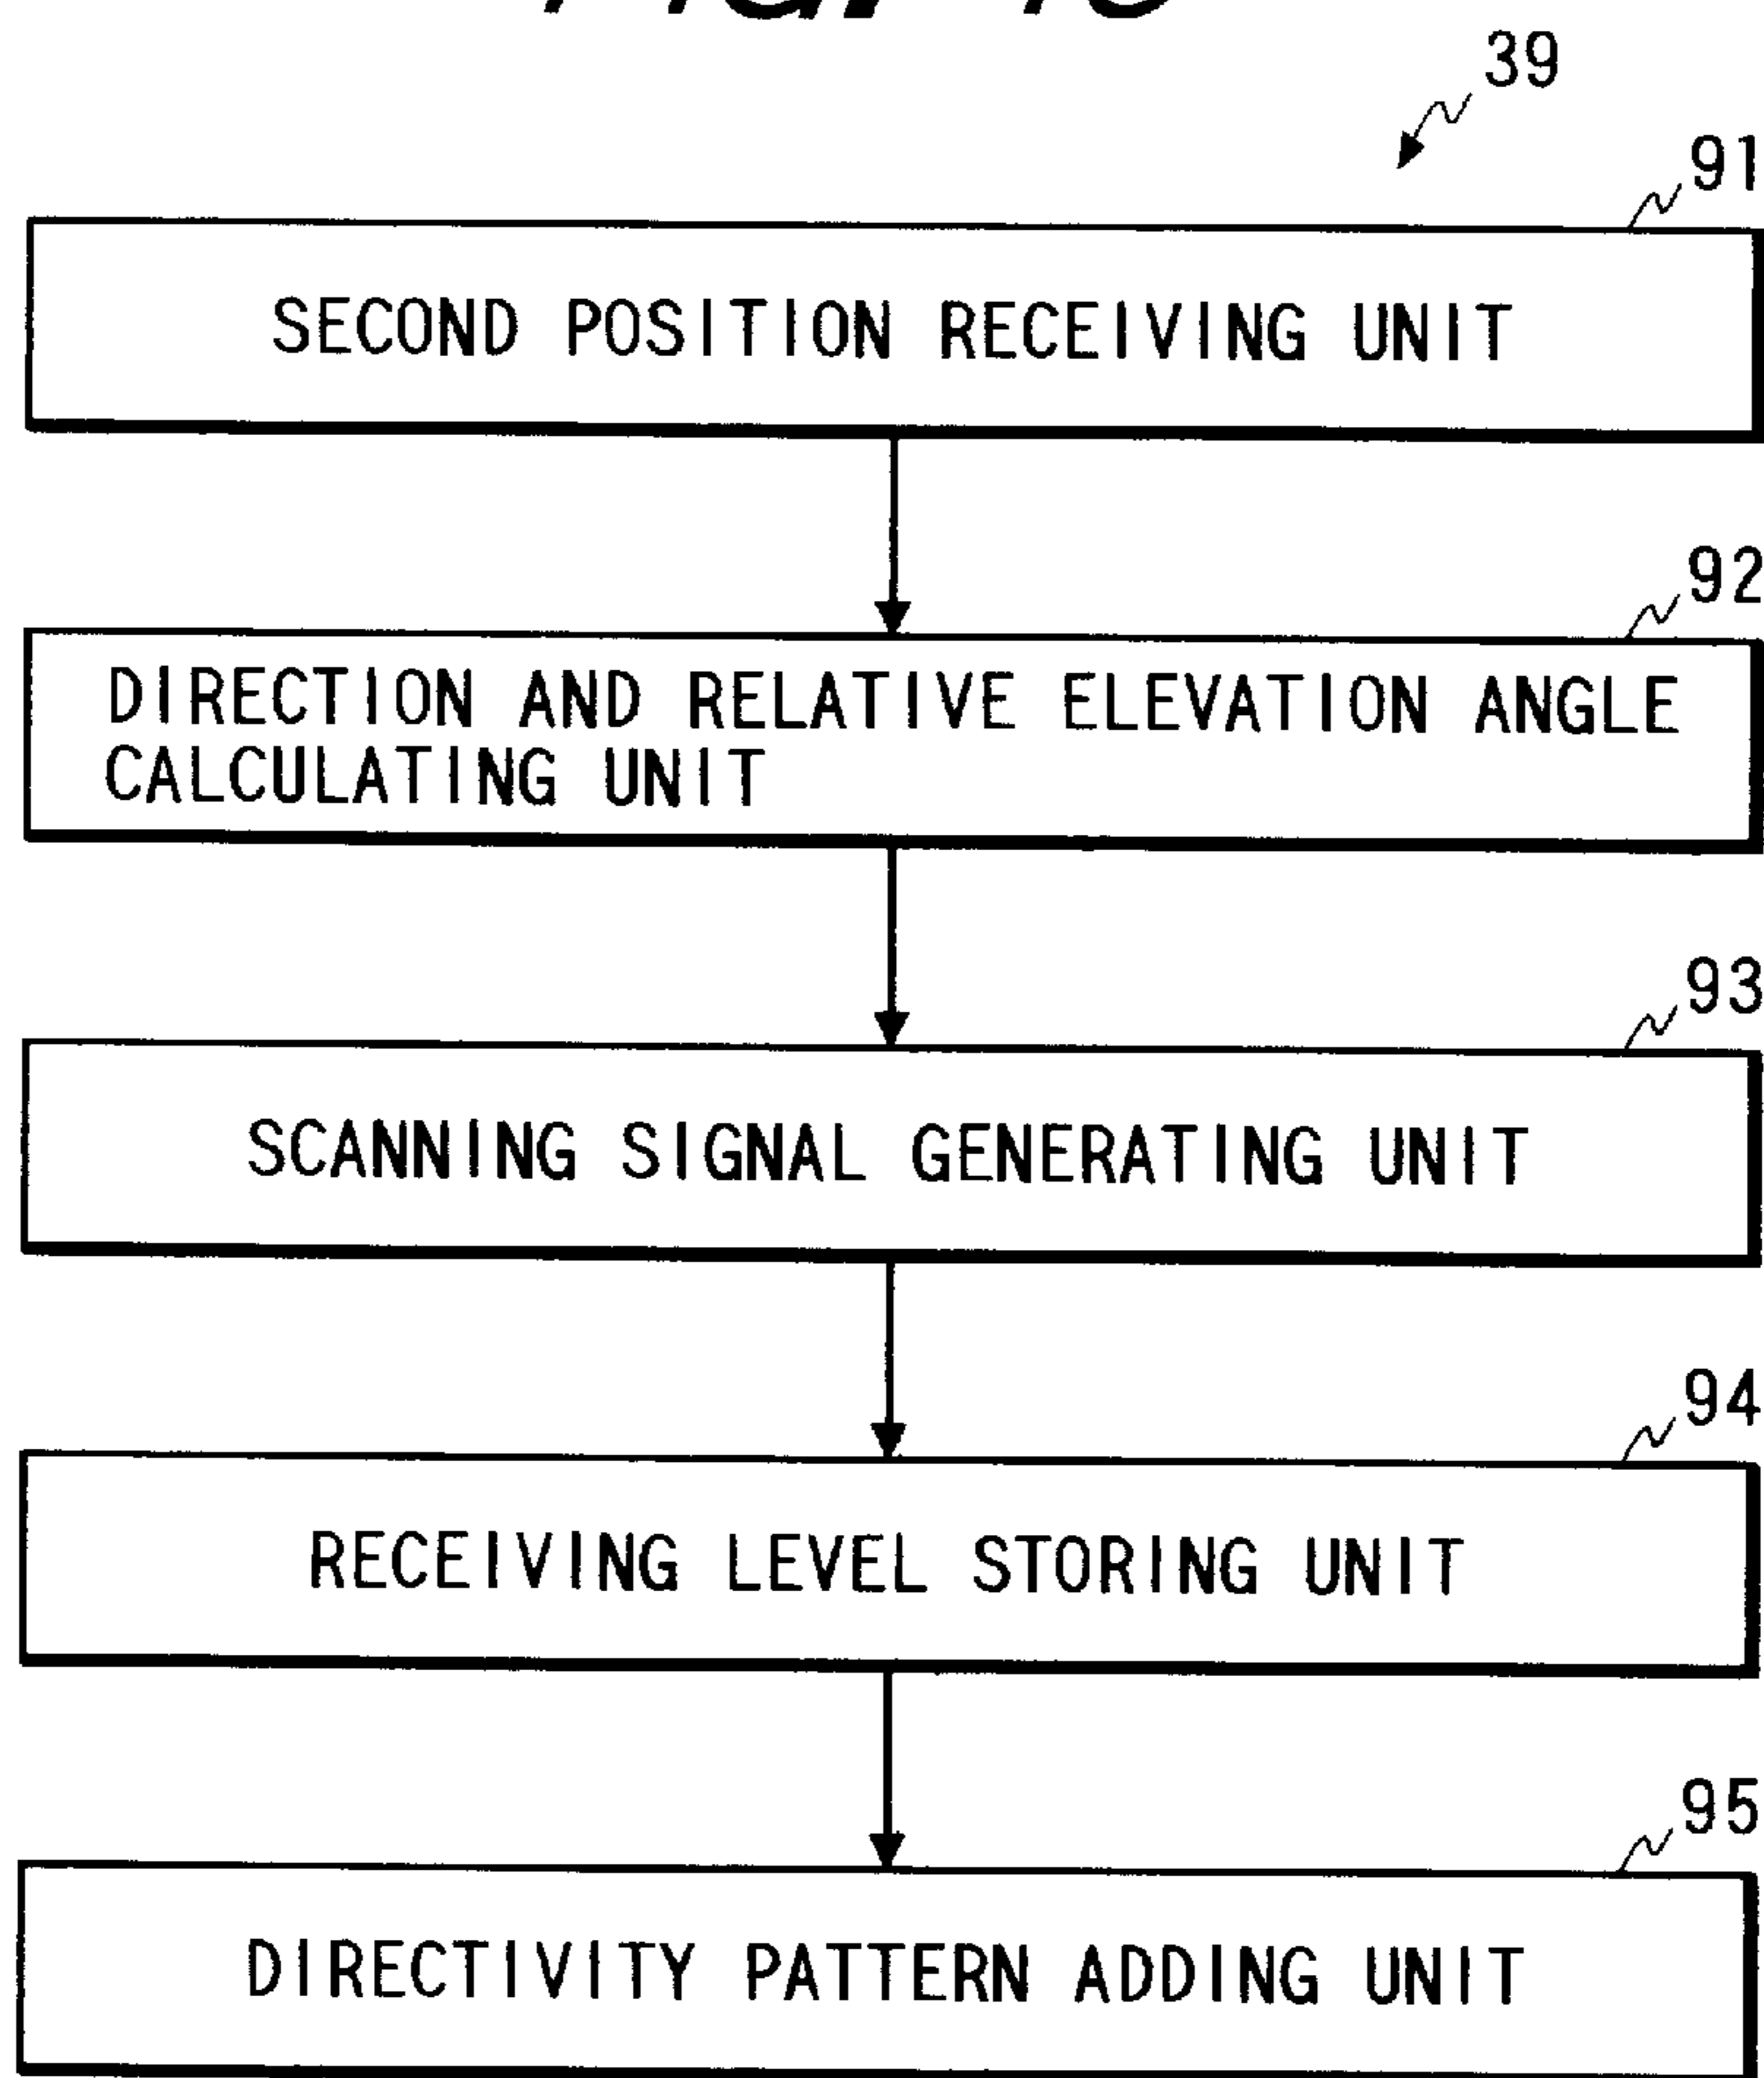 39
91
SECOND POSITION RECEIVING UNIT
92
DIRECTION AND RELATIVE ELEVATION ANGLE
CALCULATING UNIT
93
SCANNING SIGNAL GENERATING UNIT
94
RECEIVING LEVEL STORING UNIT
95
DIRECTIVITY PATTERN ADDING UNIT